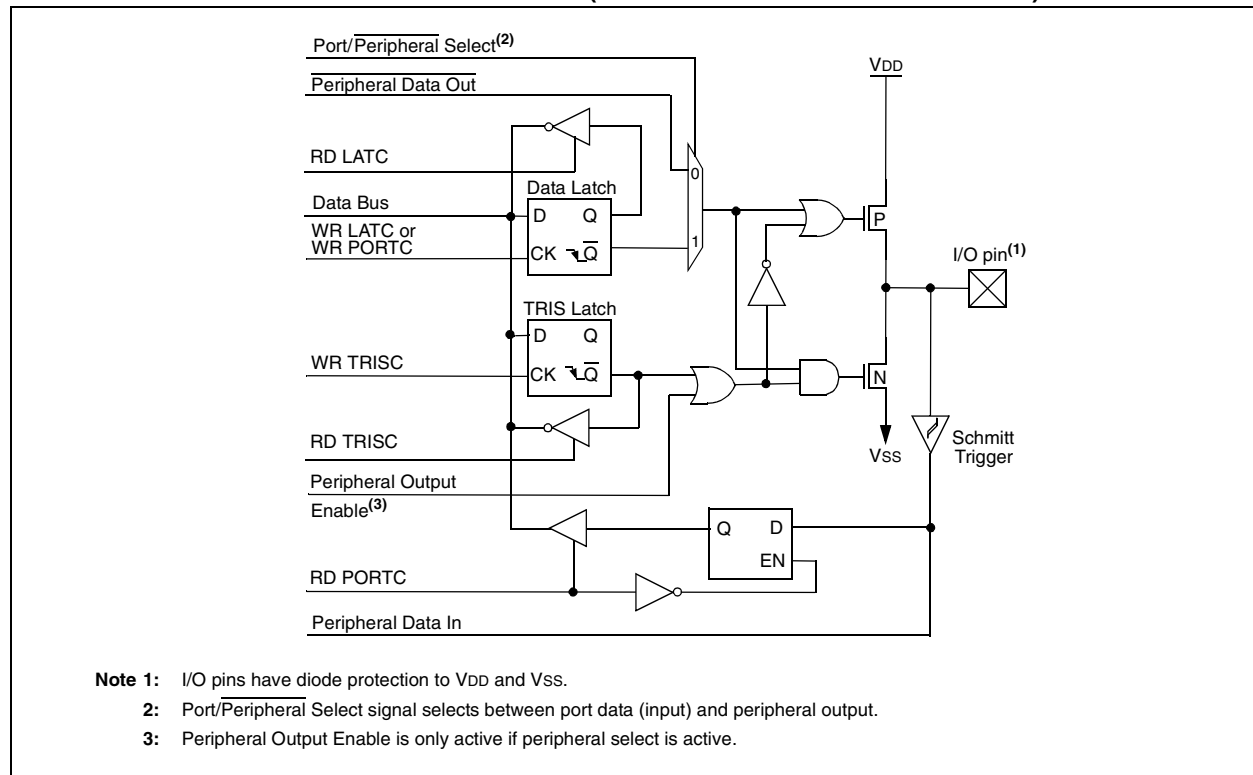 Port/Peripheral Select(2)
Peripheral Data Out
VDD
RD LATC
0
Data Latch
Data Bus
D Q
WR LATC or
WR PORTC
CK Q
1
P
I/O pin(1)
TRIS Latch
D Q
WR TRISC
CK Q
N
RD TRISC
VSS
Schmitt
Trigger
Peripheral Output
Enable(3)
Q D
EN
RD PORTC
Peripheral Data In
Note 1: I/O pins have diode protection to VDD and VSS.
2: Port/Peripheral Select signal selects between port data (input) and peripheral output.
3: Peripheral Output Enable is only active if peripheral select is active.